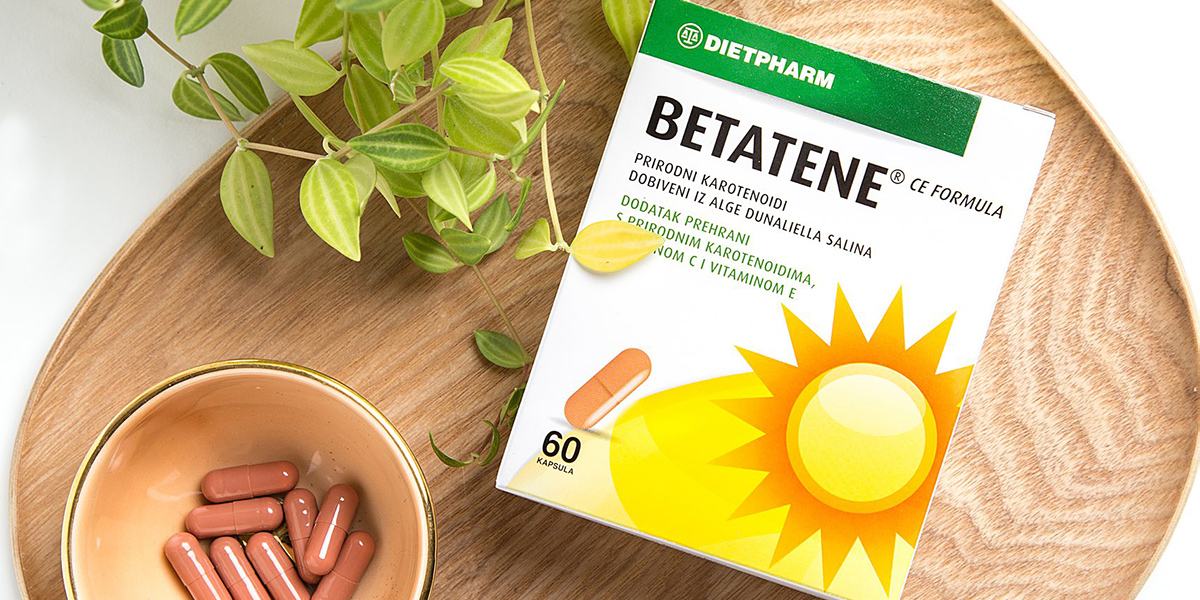 DIETPHARM
BETATENE® CE FORMULA
PRIRODNI KAROTENOIDI
DOBIVENI IZ ALGE DUNALIELLA SALINA
DODATAK PREHRANI
S PRIRODNIM KAROTENOIDIMA,
C I VITAMINOM E
60
KAPSULA